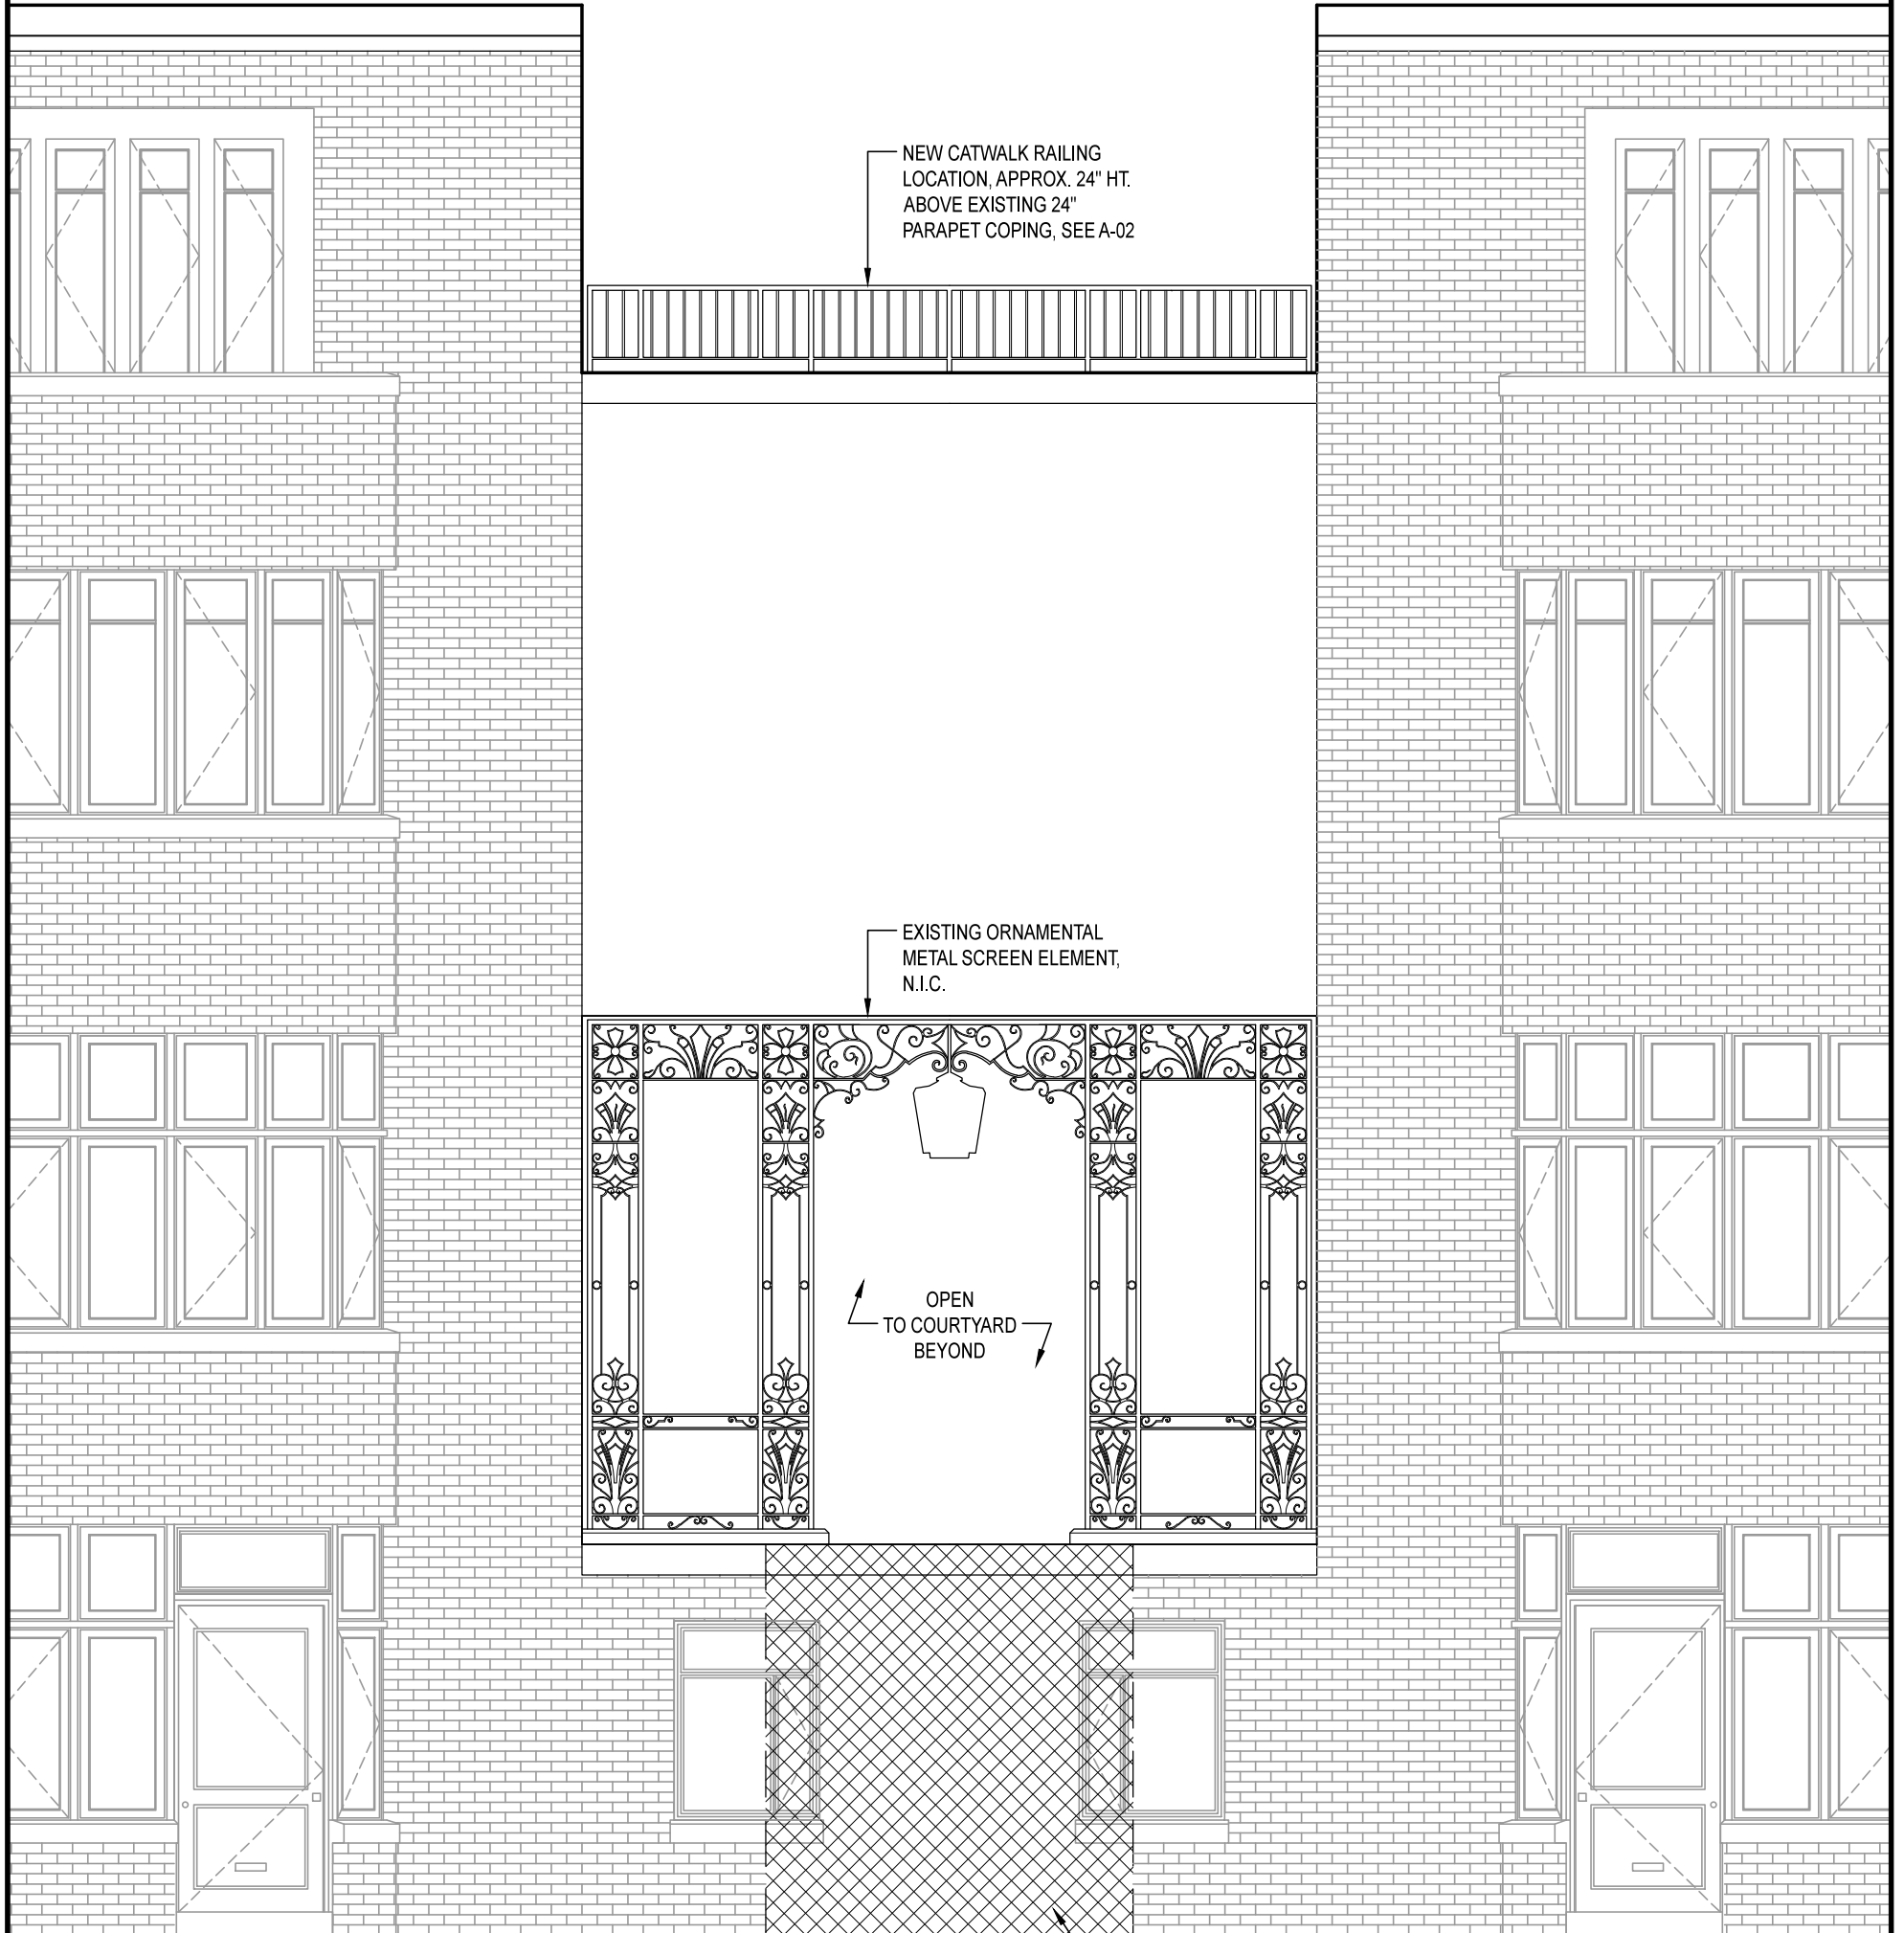 NEW CATWALK RAILING
LOCATION, APPROX. 24" HT.
ABOVE EXISTING 24"
PARAPET COPING, SEE A-02
EXISTING ORNAMENTAL
METAL SCREEN ELEMENT,
N.I.C.
OPEN
TO COURTYARD
BEYOND